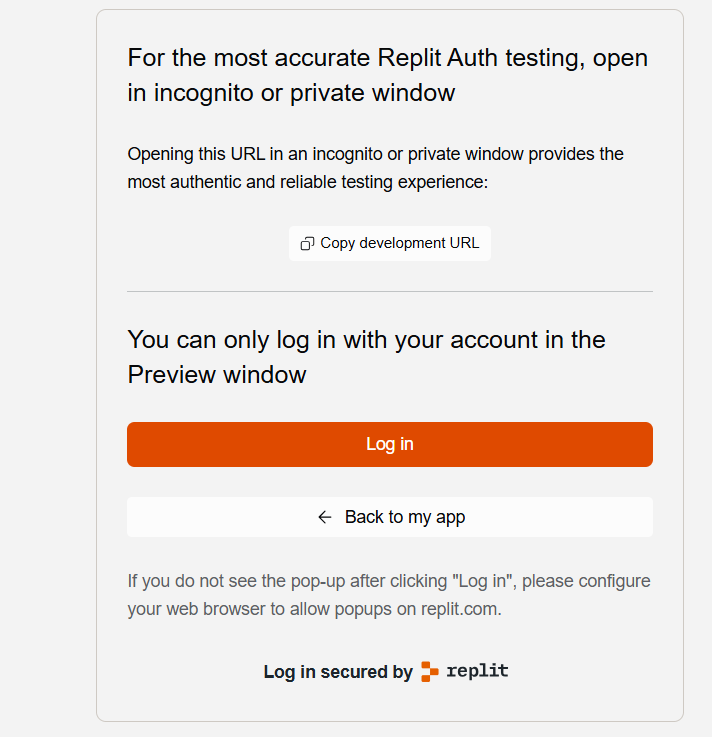 For the most accurate Replit Auth testing, open
in incognito or private window
Opening this URL in an incognito or private window provides the
most authentic and reliable testing experience:
Copy development URL
You can only log in with your account in the
Preview window
Log in
Back to my app
If you do not see the pop-up after clicking "Log in", please configure
your web browser to allow popups on replit.com.
Log in secured by replit